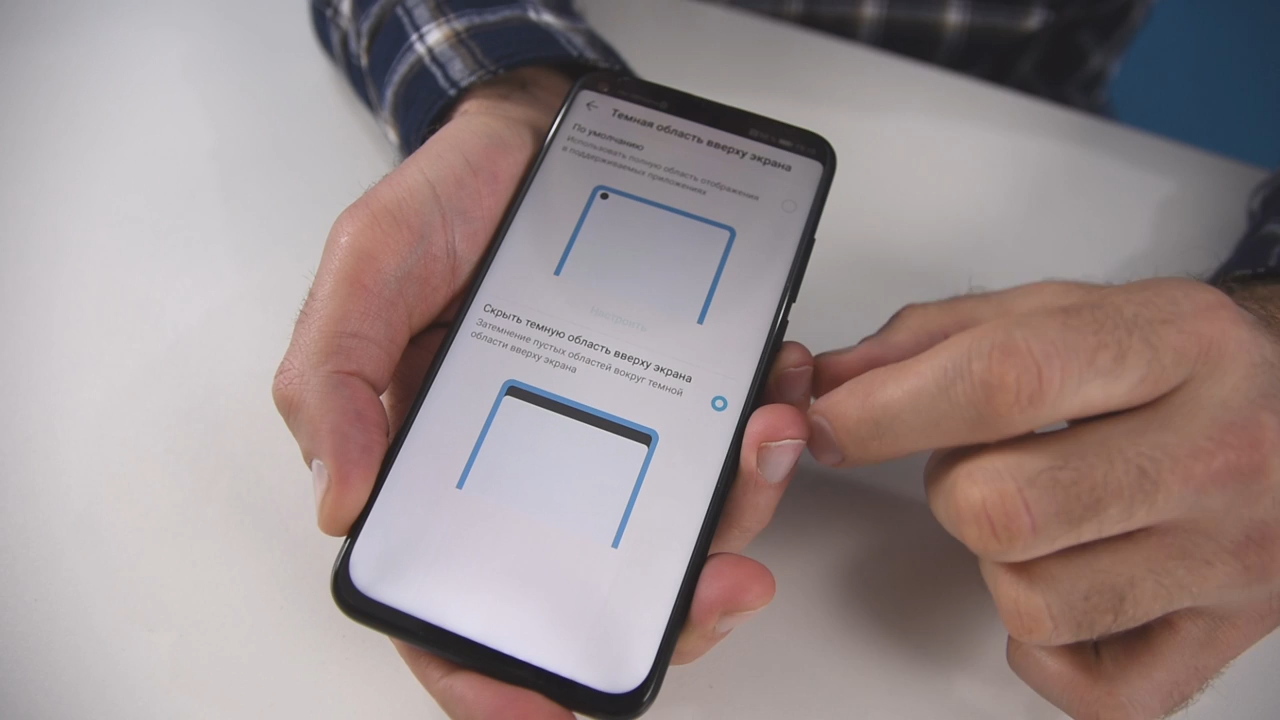 Темная область вверху экрана
По умолчанию
Использовать полную область отображения
в поддерживаемых приложениях
Настроить
Скрыть темную область вверху экрана
Затемнение пустых областей вокруг темной
области вверху экрана